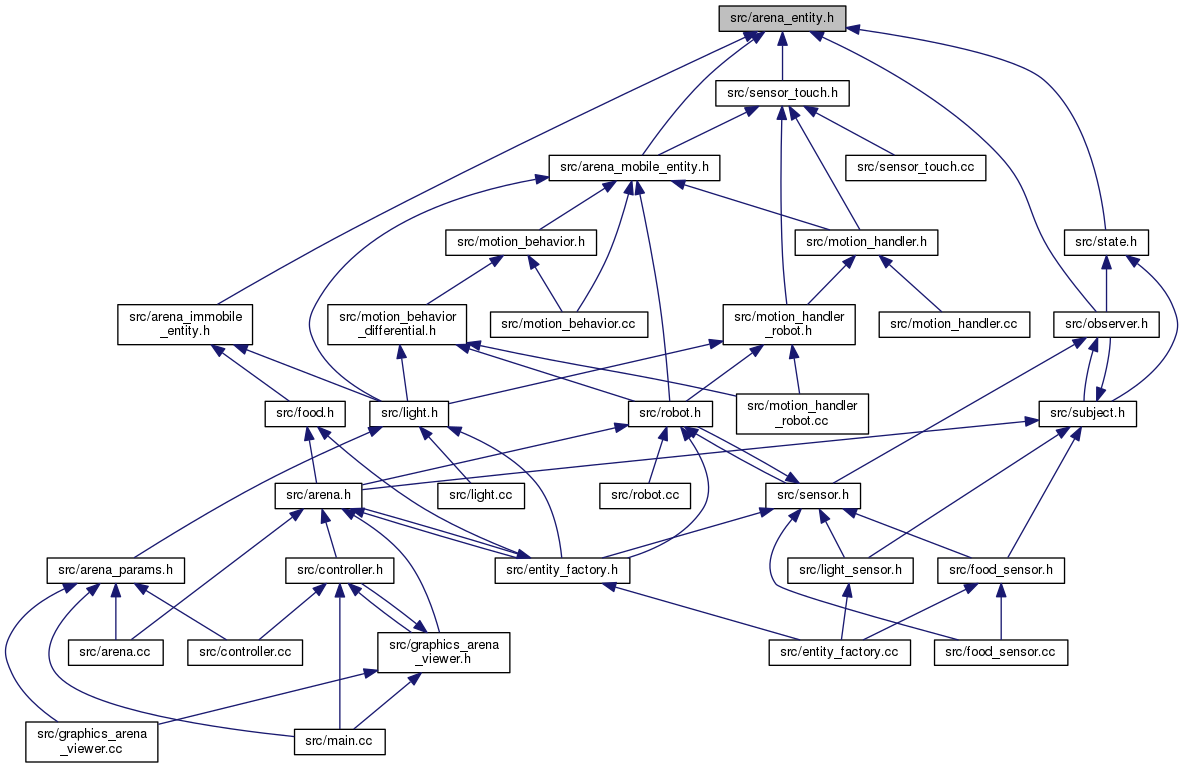 src/arena_entity.h
src/sensor_touch.h
src/arena_mobile_entity.h
src/sensor_touch.cc
src/motion_behavior.h
src/motion_handler.h
src/state.h
src/arena_immobile
_entity.h
src/motion_behavior
_differential.h
src/motion_behavior.cc
src/motion_handler
_robot.h
src/motion_handler.cc
src/observer.h
src/food.h
src/light.h
src/robot.h
src/motion_handler
_robot.cc
src/subject.h
src/arena.h
src/light.cc
src/robot.cc
src/sensor.h
src/arena_params.h
src/controller.h
src/entity_factory.h
src/light_sensor.h
src/food_sensor.h
src/arena.cc
src/controller.cc
src/graphics_arena
_viewer.h
src/entity_factory.cc
src/food_sensor.cc
src/graphics_arena
_viewer.cc
src/main.cc